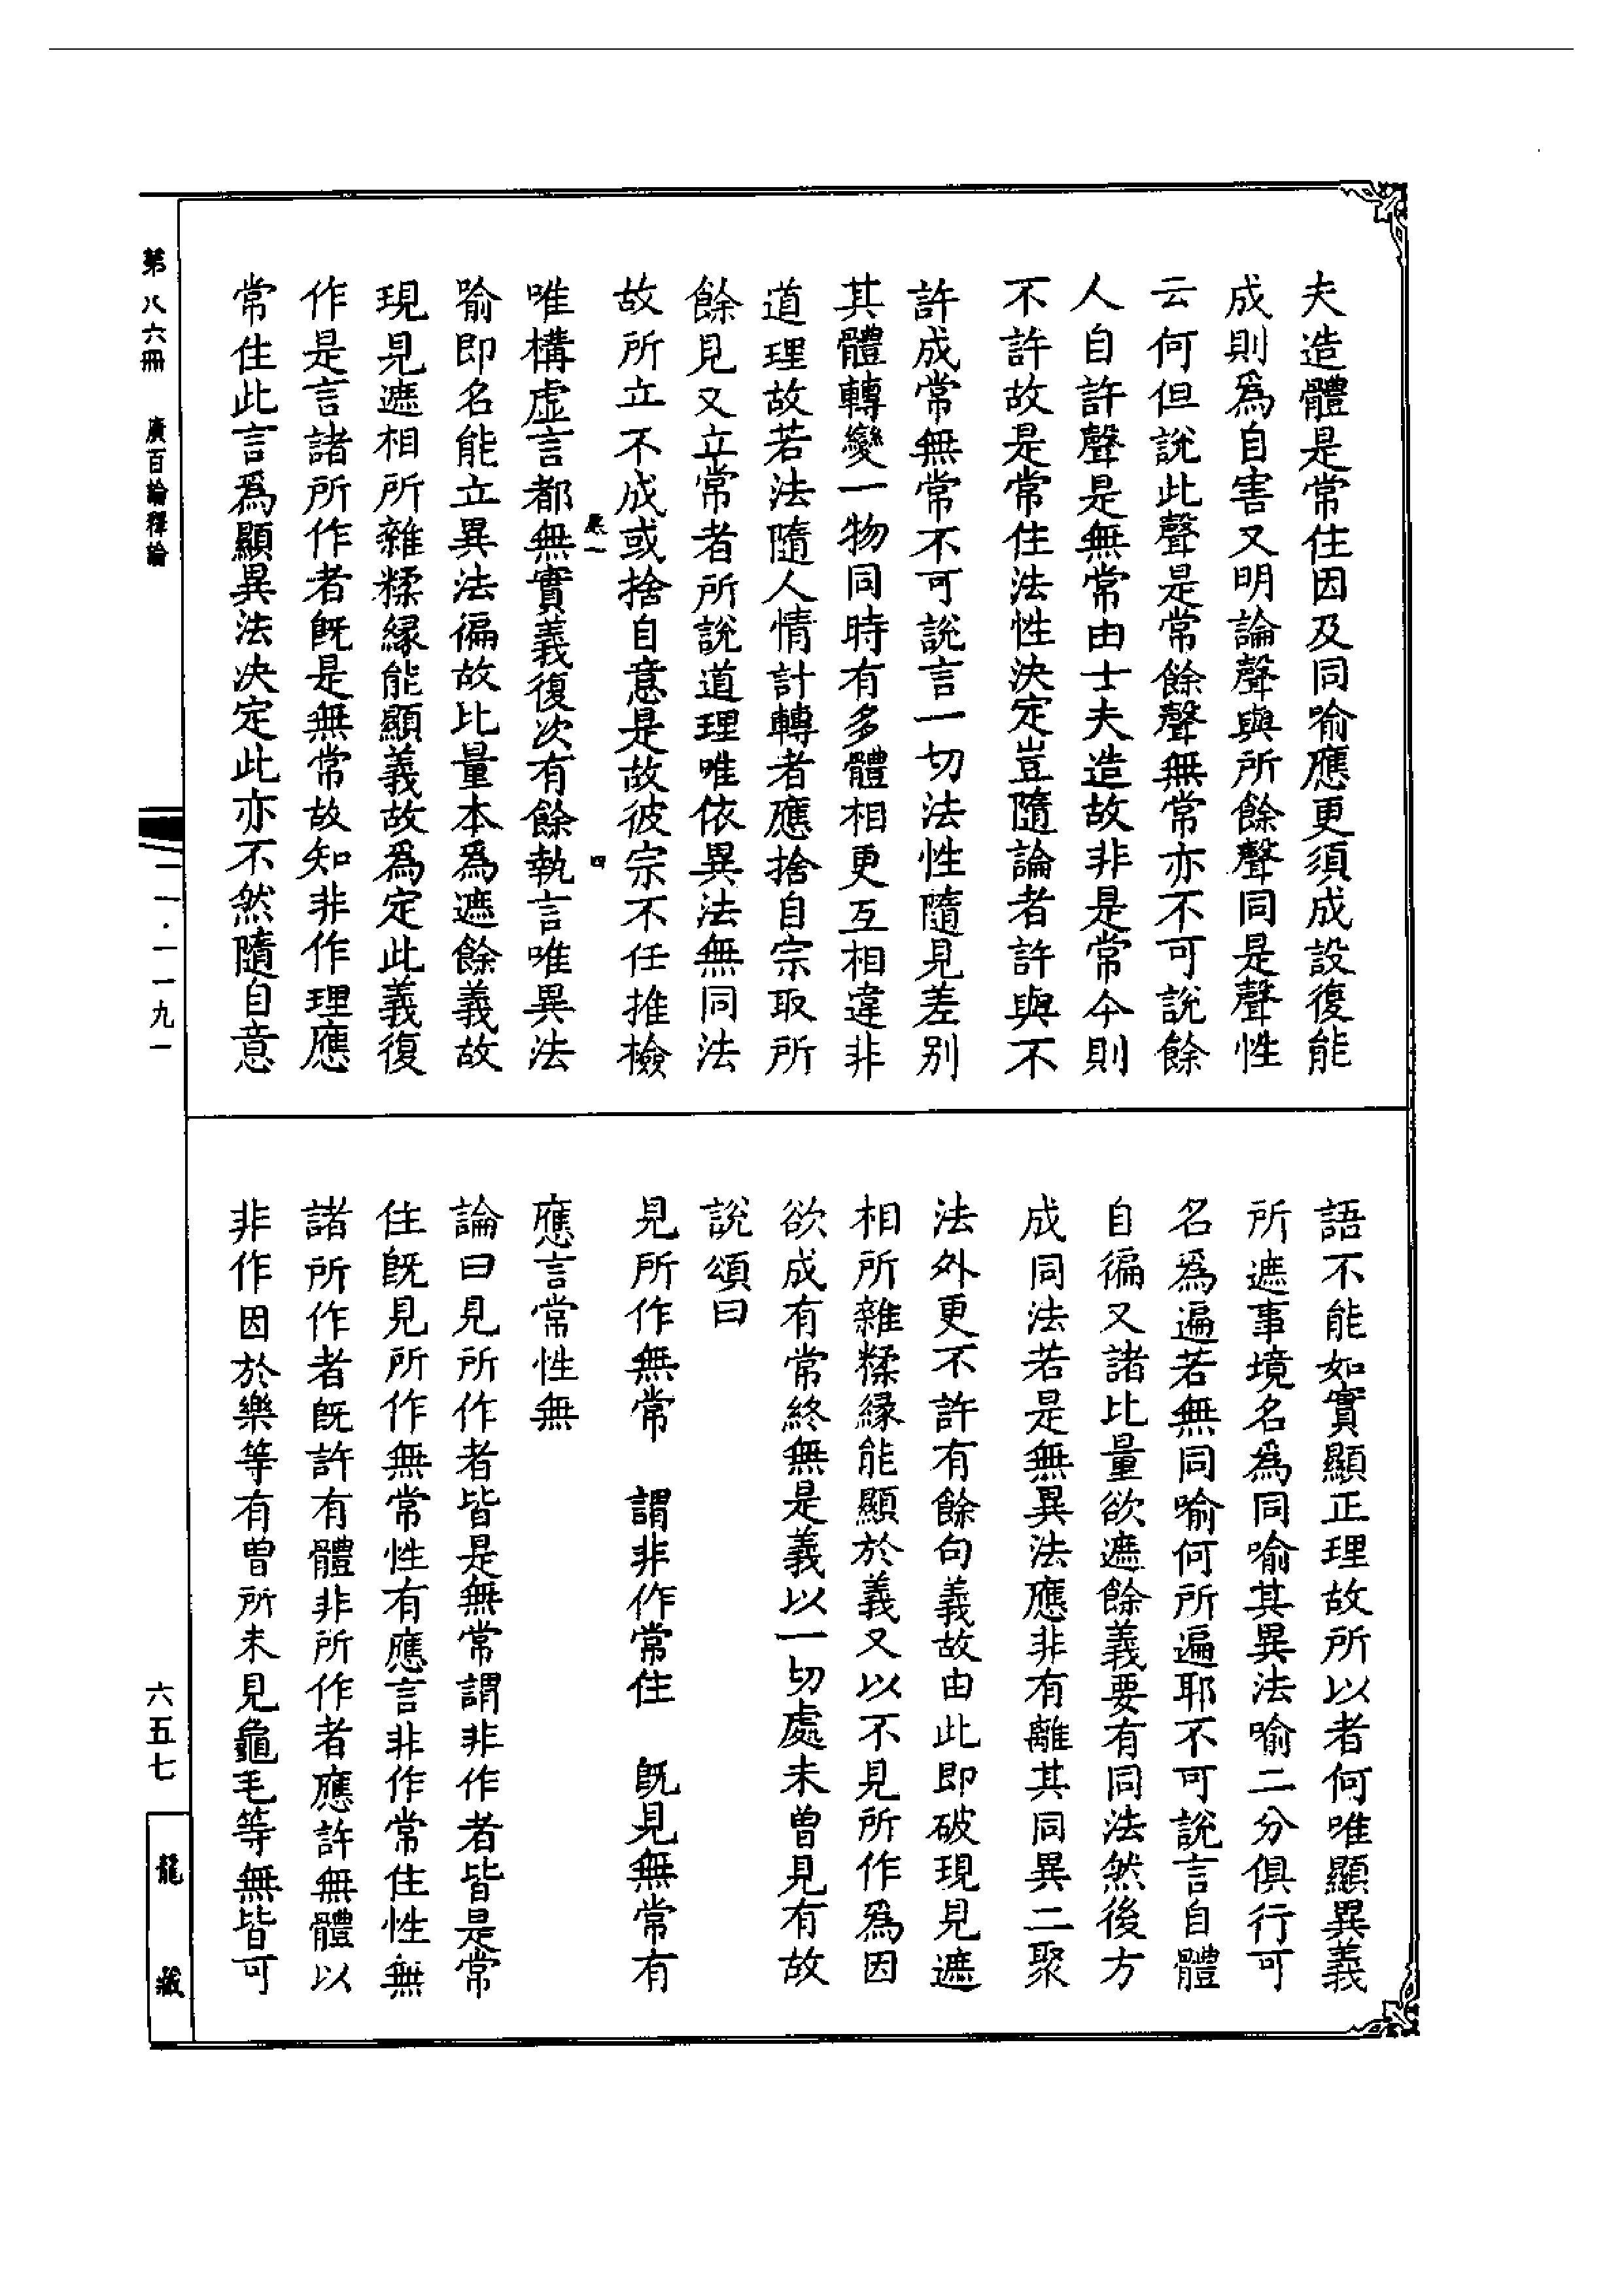 夫造體是常住因及同喻應更須成設復能
成則爲自害又明論聲與所餘聲同是聲性
云何但說此聲是常餘聲無常亦不可說餘
人自許聲是無常由士夫造故非是常今則
不許故是常住法性決定豈隨論者許與不
許成常無常不可說言一切法性隨見差别
其體轉變一物同時有多體相更互相違非
道理故若法隨人情計轉者應捨自宗取所
餘見又立常者所說道理唯依異法無同法
故所立不成或捨自意是故彼宗不任推檢
唯構虛言都無實義復次有餘執言唯異法
喻即名能立異法徧故比量本爲遮餘義故
現見遮相所雜糅緣能顯義故爲定此義復
作是言諸所作者旣是無常故知非作理應
常住此言爲顯異法決定此亦不然隨自意
四
語不能如實顯正理故所以者何唯顯異義
所遮事境名爲同喻其異法喻二分俱行可
名爲遍若無同喻何所遍耶不可說言自體
自徧又諸比量欲遮餘義要有同法然後方
成同法若是無異法應非有離其同異二聚
法外更不許有餘句義故由此即破現見遮
相所雜糅緣能顯於義又以不見所作爲因
欲成有常終無是義以一切處未曾見有故
說頌曰
見所作無常　謂非作常住　旣見無常有
應言常性無
論曰見所作者皆是無常謂非作者皆是常
住旣見所作無常性有應言非作常住性無
諸所作者旣許有體非所作者應許無體以
非作因於樂等有曾所未見龜毛等無皆可
第八六冊　廣百論釋論
二一·一一九一
六五七
龍藏